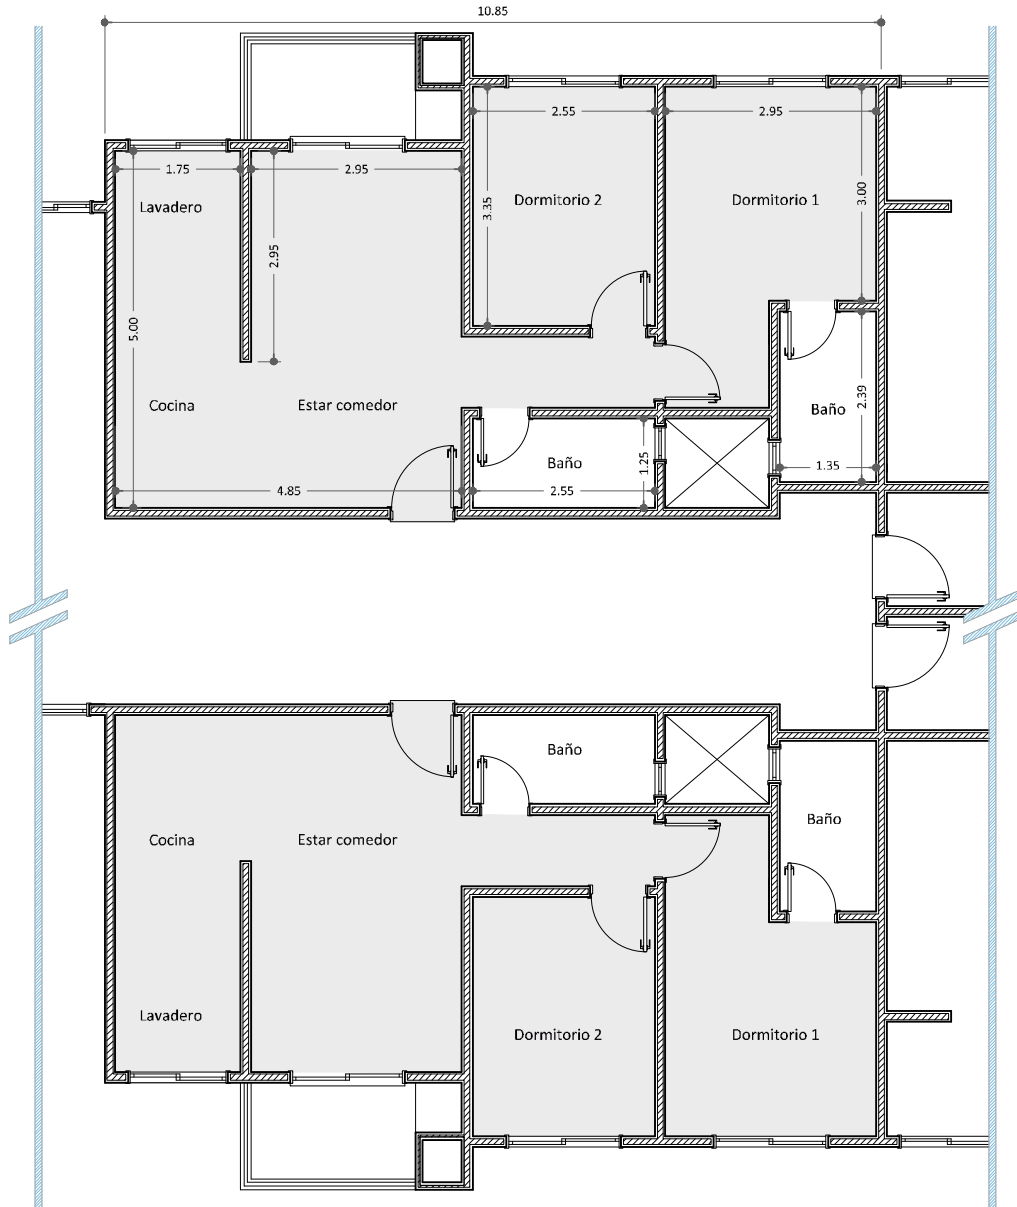 10.85
2.55
2.95
1.75
2.95
Lavadero
Dormitorio 2
Dormitorio 1
3.35
3.00
2.95
5.00
Cocina
Estar comedor
Baño
2.39
Baño
1.25
1.35
4.85
2.55
Baño
Baño
Cocina
Estar comedor
Lavadero
Dormitorio 2
Dormitorio 1